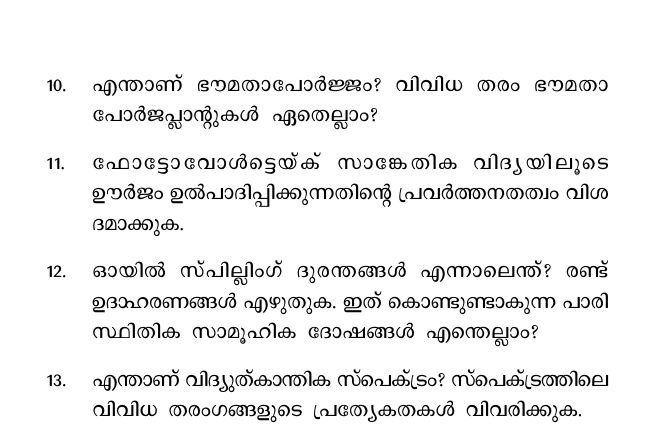 10. എന്താണ് ഭൗമതാപോർജ്ജം? വിവിധ തരം ഭൗമതാ
പോർജപ്ലാന്റുകൾ ഏതെല്ലാം?
11. ഫോട്ടോവോൾട്ടെയ്ക് സാങ്കേതിക വിദ്യയിലൂടെ
ഊർജം ഉൽപാദിപ്പിക്കുന്നതിന്റെ പ്രവർത്തനതത്വം വിശ
ദമാക്കുക.
12. ഓയിൽ സ്പില്ലിംഗ് ദുരന്തങ്ങൾ എന്നാലെന്ത്? രണ്ട്
ഉദാഹരണങ്ങൾ എഴുതുക. ഇത് കൊണ്ടുണ്ടാകുന്ന പാരി
സ്ഥിതിക സാമൂഹിക ദോഷങ്ങൾ എന്തെല്ലാം?
13. എന്താണ് വിദ്യുത്കാന്തിക സ്പെക്ട്രം? സ്പെക്ട്രത്തിലെ
വിവിധ തരംഗങ്ങളുടെ പ്രത്യേകതകൾ വിവരിക്കുക.